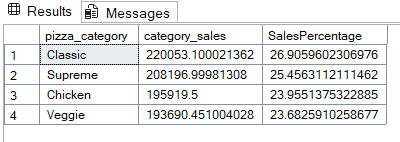 Results Messages
pizza_category category_sales SalesPercentage
1 Classic 220053.100021362 26.9059602306976
2 Supreme 208196.99981308 25.4563111111462
3 Chicken 195919.5 23.9551375322885
4 Veggie 193690.451004028 23.6825910258677